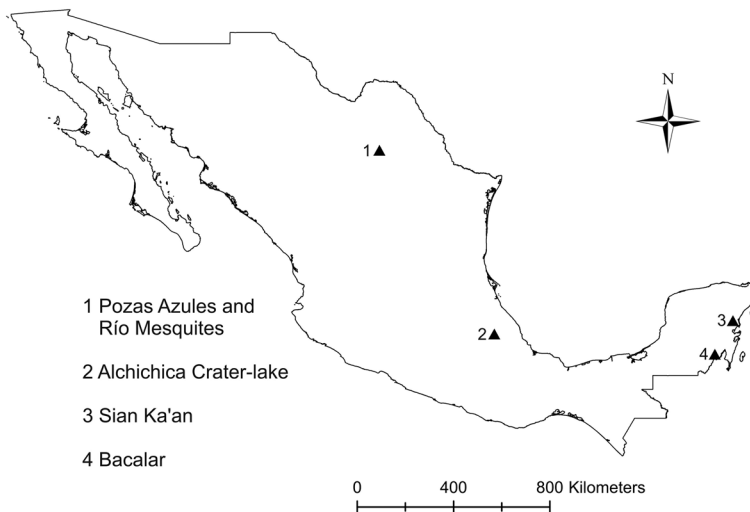 N
1
2
3
4
1 Pozas Azules and
Río Mesquites
2 Alchichica Crater-lake
3 Sian Ka'an
4 Bacalar
0 400 800 Kilometers